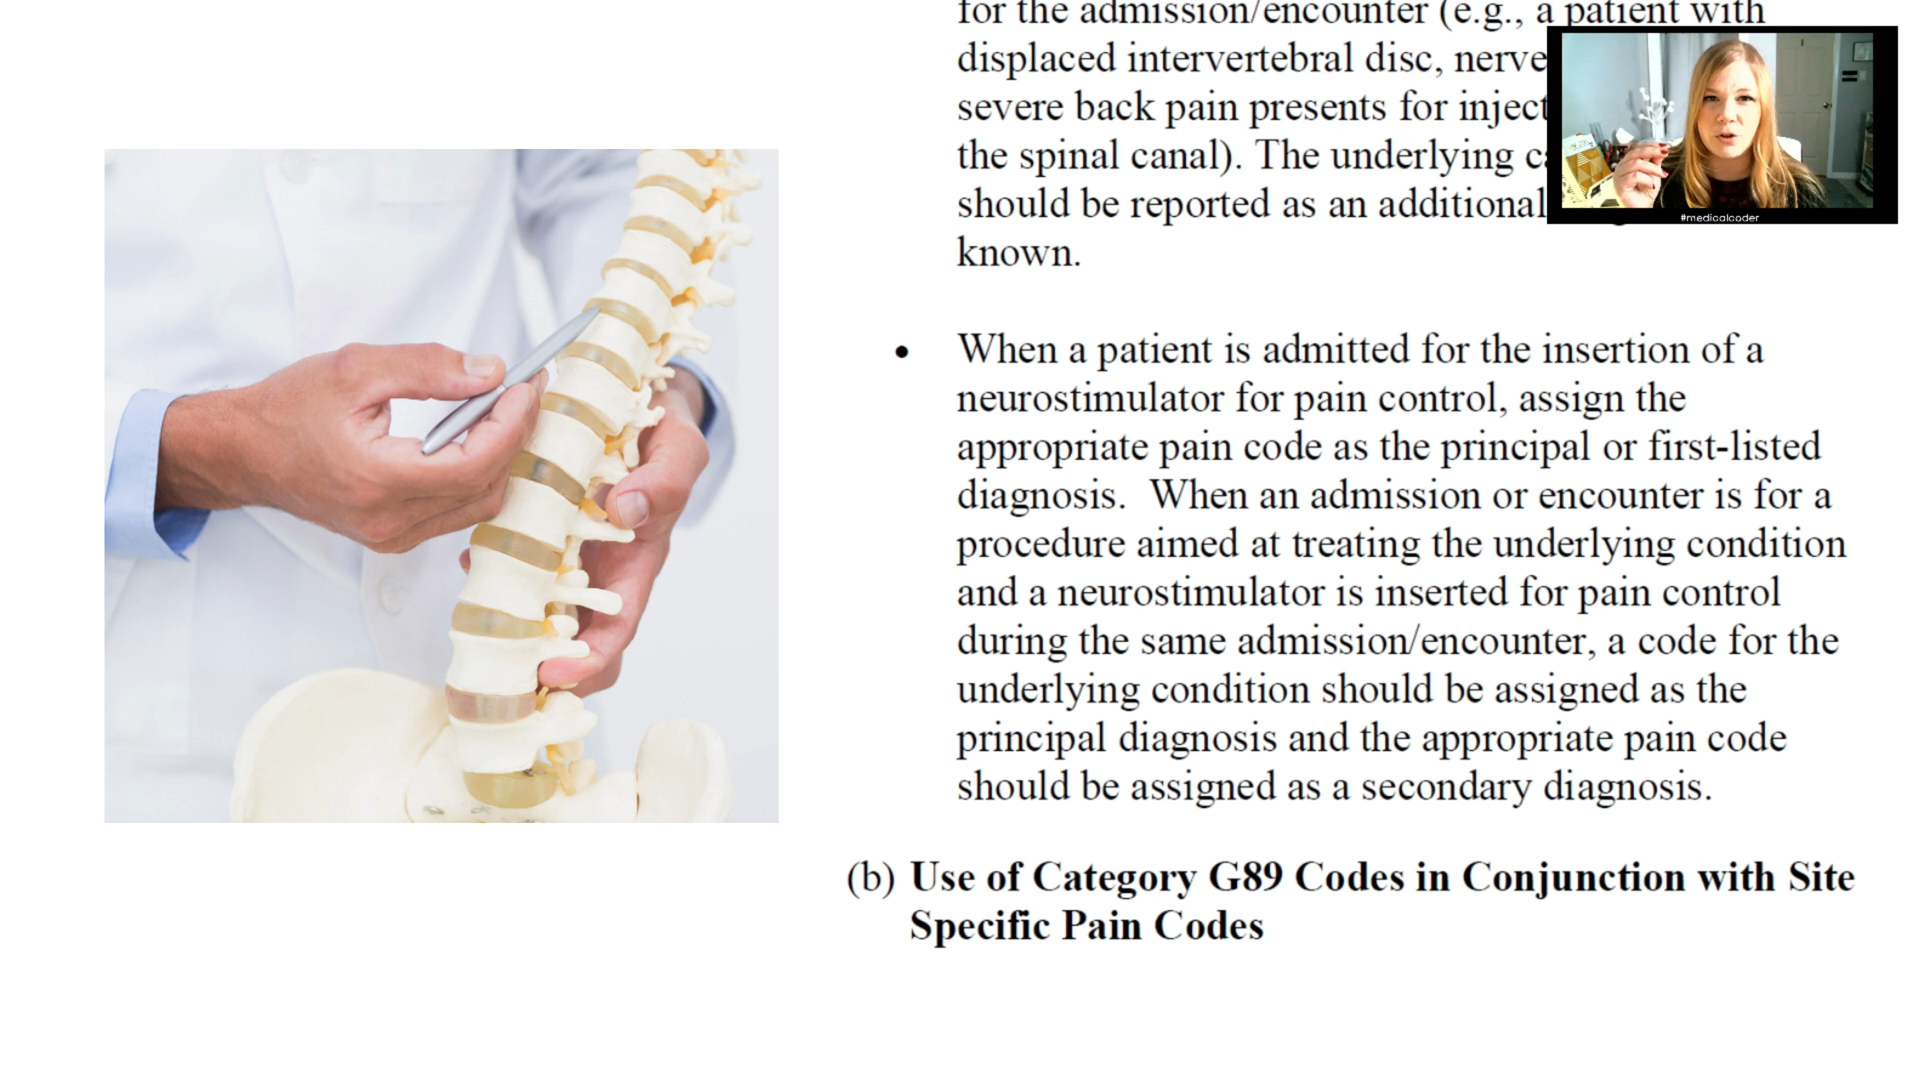 for the admission/encounter (e.g., a patient with
displaced intervertebral disc, nerve
severe back pain presents for
the spinal canal). The underlying
should be reported as an additional
known.
• When a patient is admitted for the insertion of a
neurostimulator for pain control, assign the
appropriate pain code as the principal or first-listed
diagnosis. When an admission or encounter is for a
procedure aimed at treating the underlying condition
and a neurostimulator is inserted for pain control
during the same admission/encounter, a code for the
underlying condition should be assigned as the
principal diagnosis and the appropriate pain code
should be assigned as a secondary diagnosis.
(b) Use of Category G89 Codes in Conjunction with Site
Specific Pain Codes
#medicalcoder